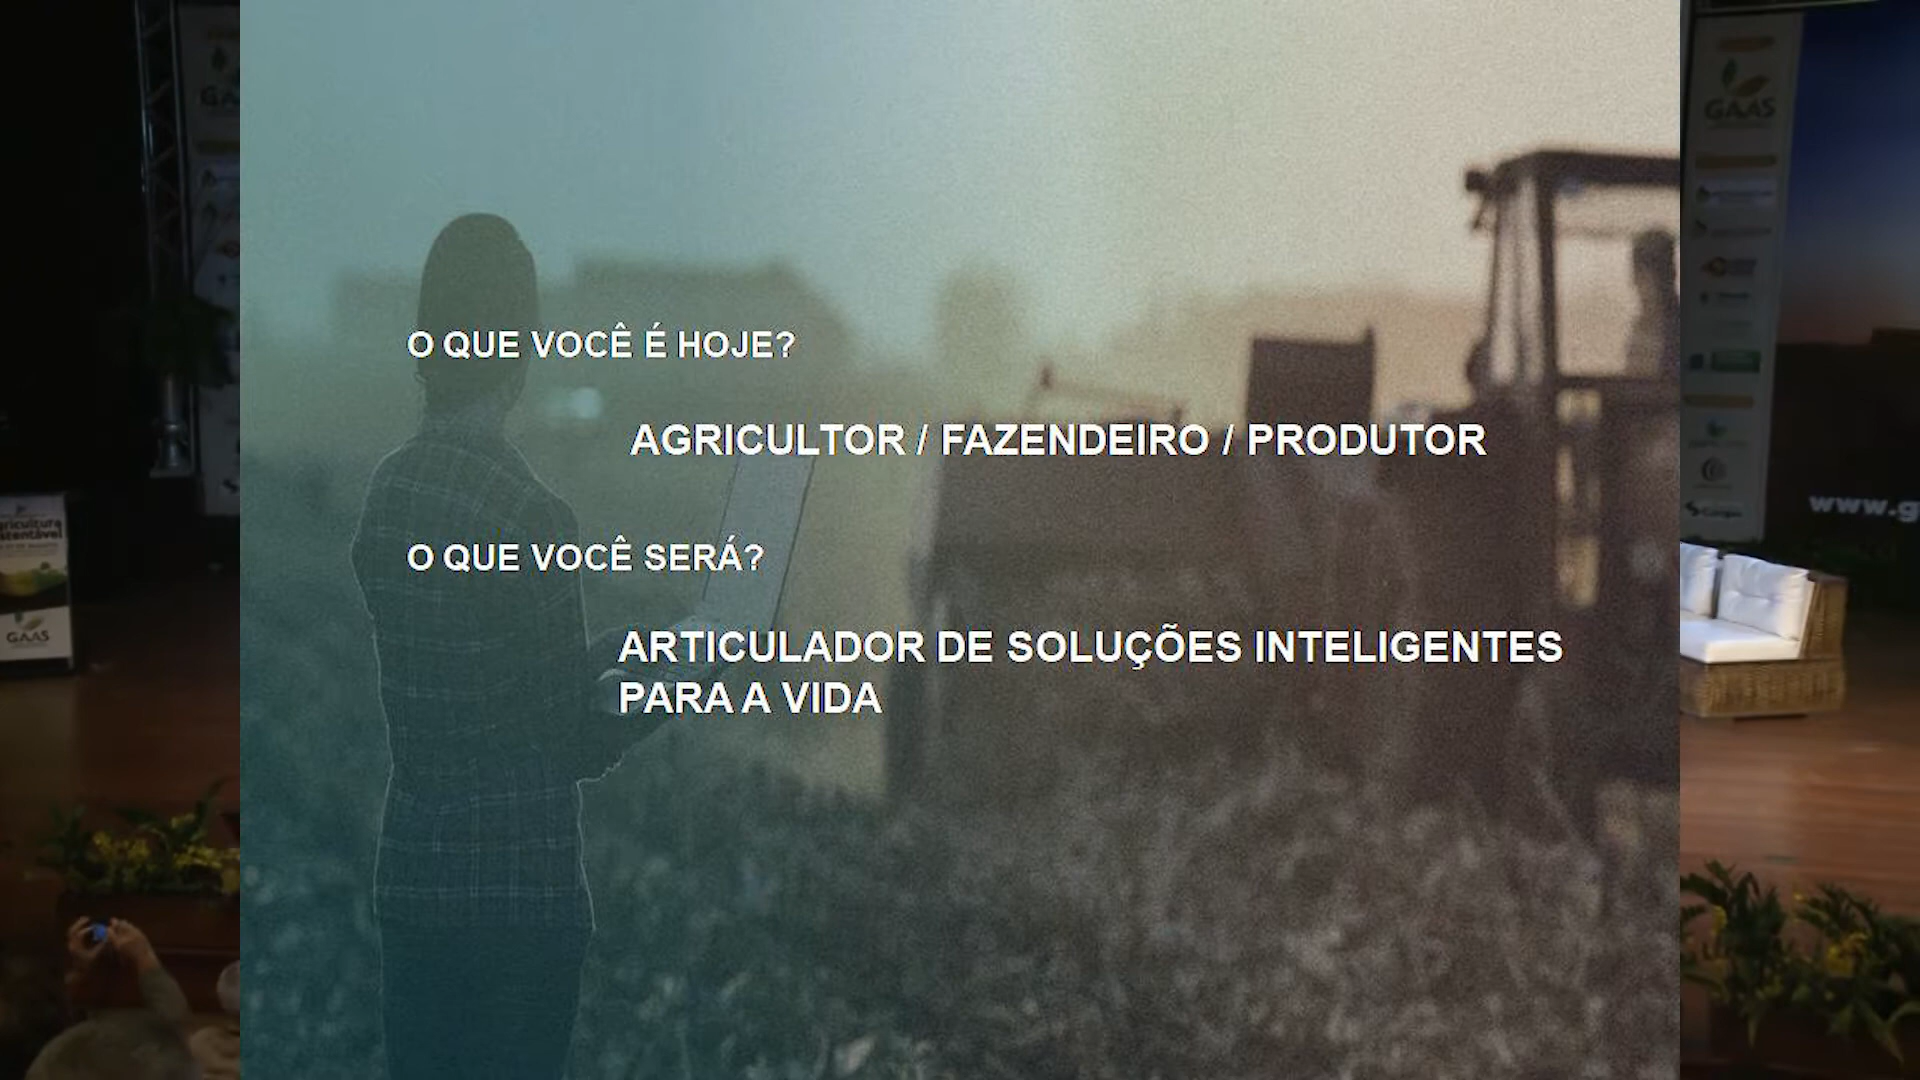 O QUE VOCÊ É HOJE?
AGRICULTOR / FAZENDEIRO / PRODUTOR
O QUE VOCÊ SERÁ?
ARTICULADOR DE SOLUÇÕES INTELIGENTES
PARA A VIDA
GAAS
GAAS
www.g